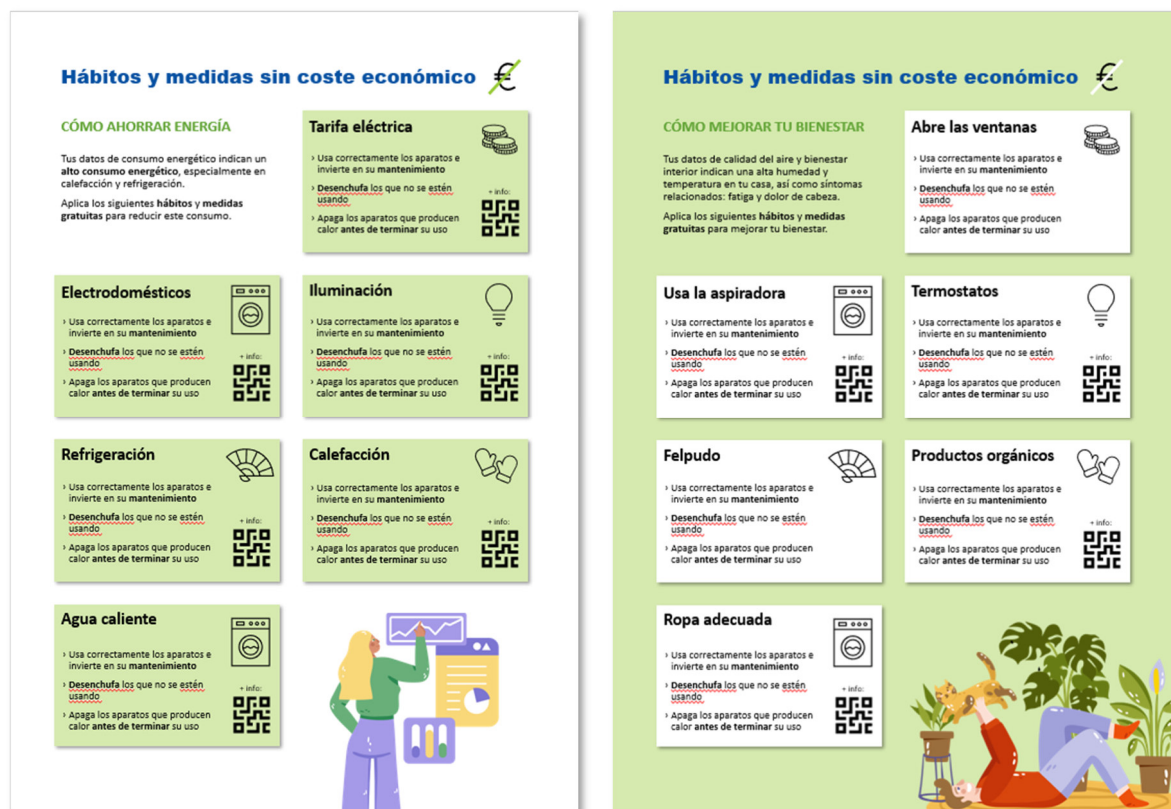 Hábitos y medidas sin coste económico
CÓMO AHORRAR ENERGÍA
Tus datos de consumo energético indican un
alto consumo energético, especialmente en
calefacción y refrigeración.
Aplica los siguientes hábitos y medidas
gratuitas para reducir este consumo.
Tarifa eléctrica
› Usa correctamente los aparatos e
invierte en su mantenimiento
› Desenchufa los que no se estén
usando
› Apaga los aparatos que producen
calor antes de terminar su uso
+ info:
Electrodomésticos
› Usa correctamente los aparatos e
invierte en su mantenimiento
› Desenchufa los que no se estén
usando
› Apaga los aparatos que producen
calor antes de terminar su uso
+ info:
Iluminación
› Usa correctamente los aparatos e
invierte en su mantenimiento
› Desenchufa los que no se estén
usando
› Apaga los aparatos que producen
calor antes de terminar su uso
+ info:
Refrigeración
› Usa correctamente los aparatos e
invierte en su mantenimiento
› Desenchufa los que no se estén
usando
› Apaga los aparatos que producen
calor antes de terminar su uso
+ info:
Calefacción
› Usa correctamente los aparatos e
invierte en su mantenimiento
› Desenchufa los que no se estén
usando
› Apaga los aparatos que producen
calor antes de terminar su uso
+ info:
Agua caliente
› Usa correctamente los aparatos e
invierte en su mantenimiento
› Desenchufa los que no se estén
usando
› Apaga los aparatos que producen
calor antes de terminar su uso
+ info:
Hábitos y medidas sin coste económico
CÓMO MEJORAR TU BIENESTAR
Tus datos de calidad del aire y bienestar
interior indican una alta humedad y
temperatura en tu casa, así como síntomas
relacionados: fatiga y dolor de cabeza.
Aplica los siguientes hábitos y medidas
gratuitas para mejorar tu bienestar.
Abre las ventanas
› Usa correctamente los aparatos e
invierte en su mantenimiento
› Desenchufa los que no se estén
usando
› Apaga los aparatos que producen
calor antes de terminar su uso
Usa la aspiradora
› Usa correctamente los aparatos e
invierte en su mantenimiento
› Desenchufa los que no se estén
usando
› Apaga los aparatos que producen
calor antes de terminar su uso
+ info:
Termostatos
› Usa correctamente los aparatos e
invierte en su mantenimiento
› Desenchufa los que no se estén
usando
› Apaga los aparatos que producen
calor antes de terminar su uso
+ info:
Felpudo
› Usa correctamente los aparatos e
invierte en su mantenimiento
› Desenchufa los que no se estén
usando
› Apaga los aparatos que producen
calor antes de terminar su uso
Productos orgánicos
› Usa correctamente los aparatos e
invierte en su mantenimiento
› Desenchufa los que no se estén
usando
› Apaga los aparatos que producen
calor antes de terminar su uso
+ info:
Ropa adecuada
› Usa correctamente los aparatos e
invierte en su mantenimiento
› Desenchufa los que no se estén
usando
› Apaga los aparatos que producen
calor antes de terminar su uso
+ info: